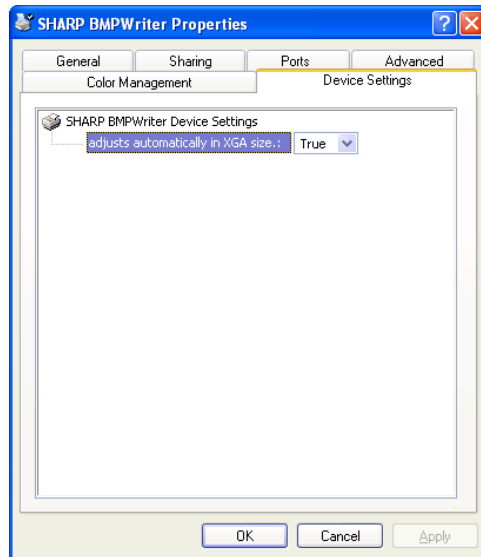 SHARP BMPWriter Properties
General Sharing Ports Advanced
Color Management Device Settings
SHARP BMPWriter Device Settings
adjusts automatically in XGA size.: True
OK Cancel Apply